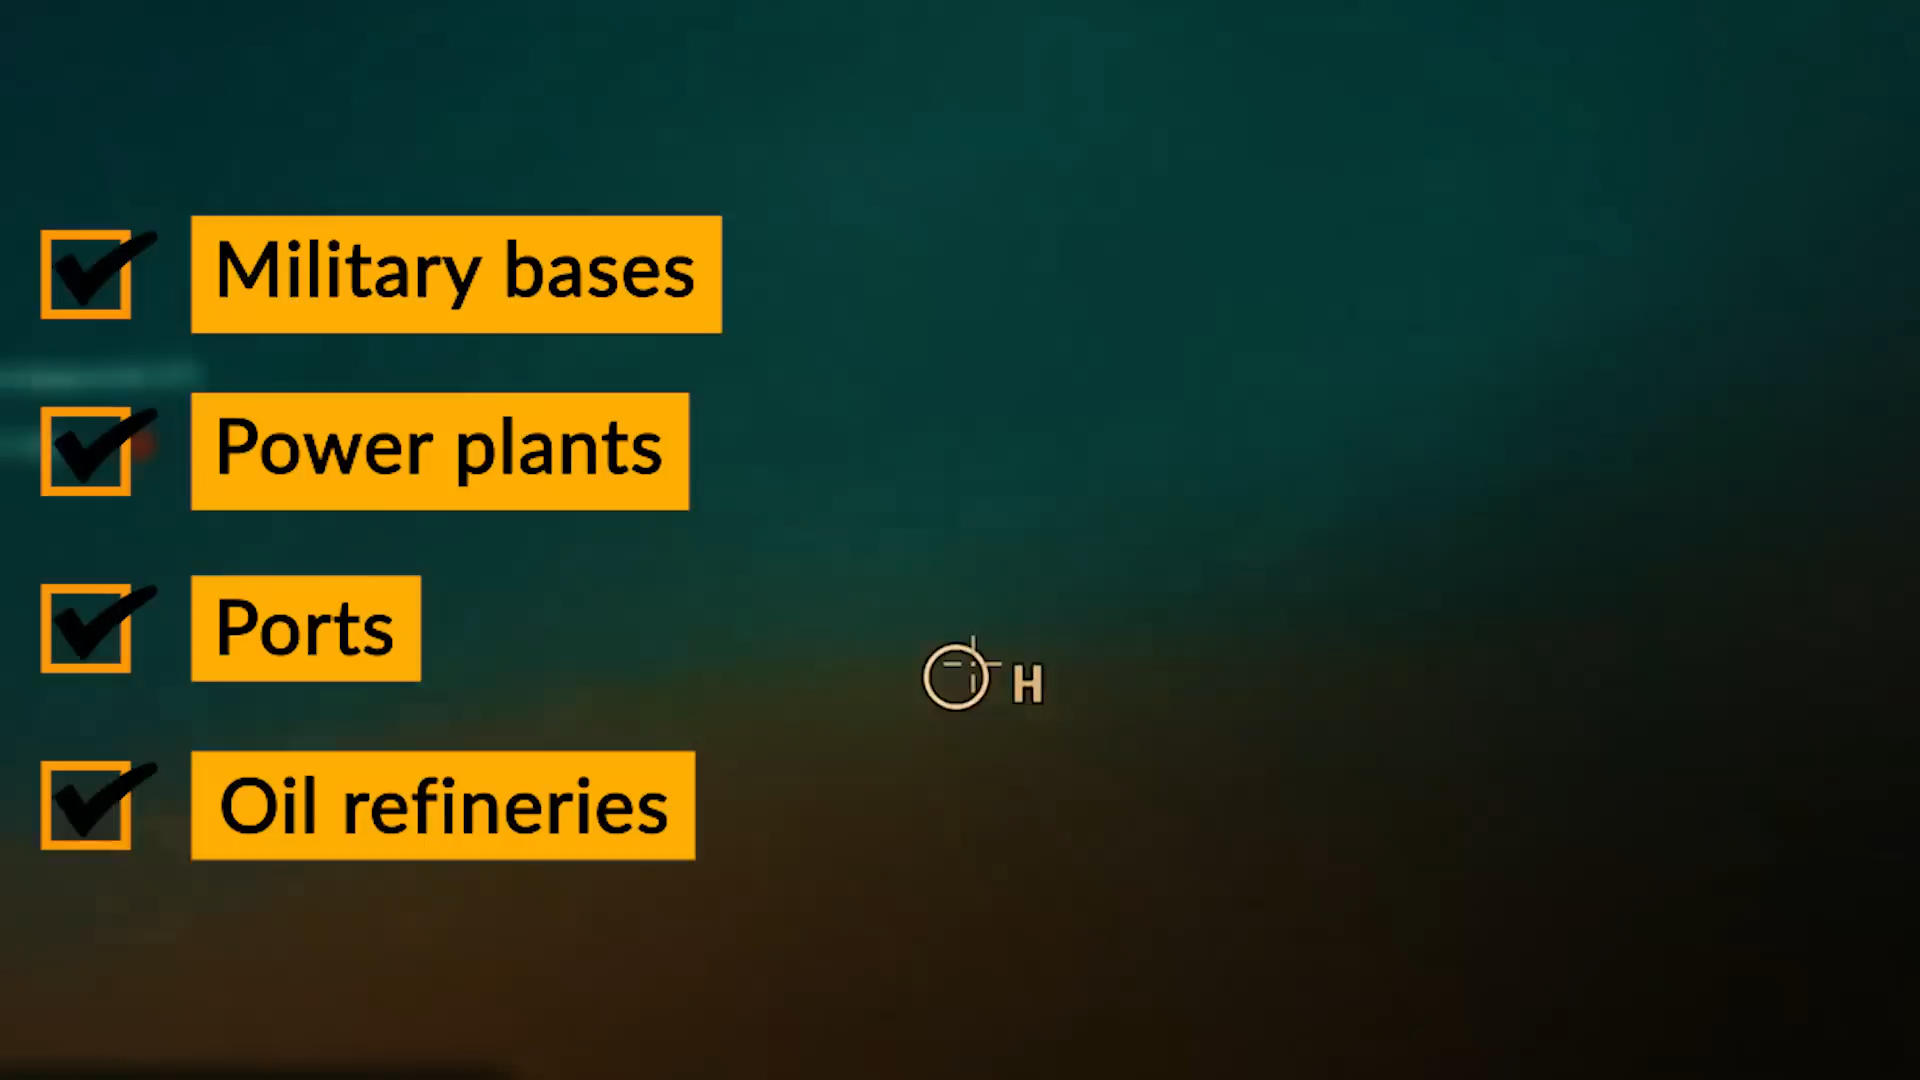 Military bases
Power plants
Ports
Oil refineries
H